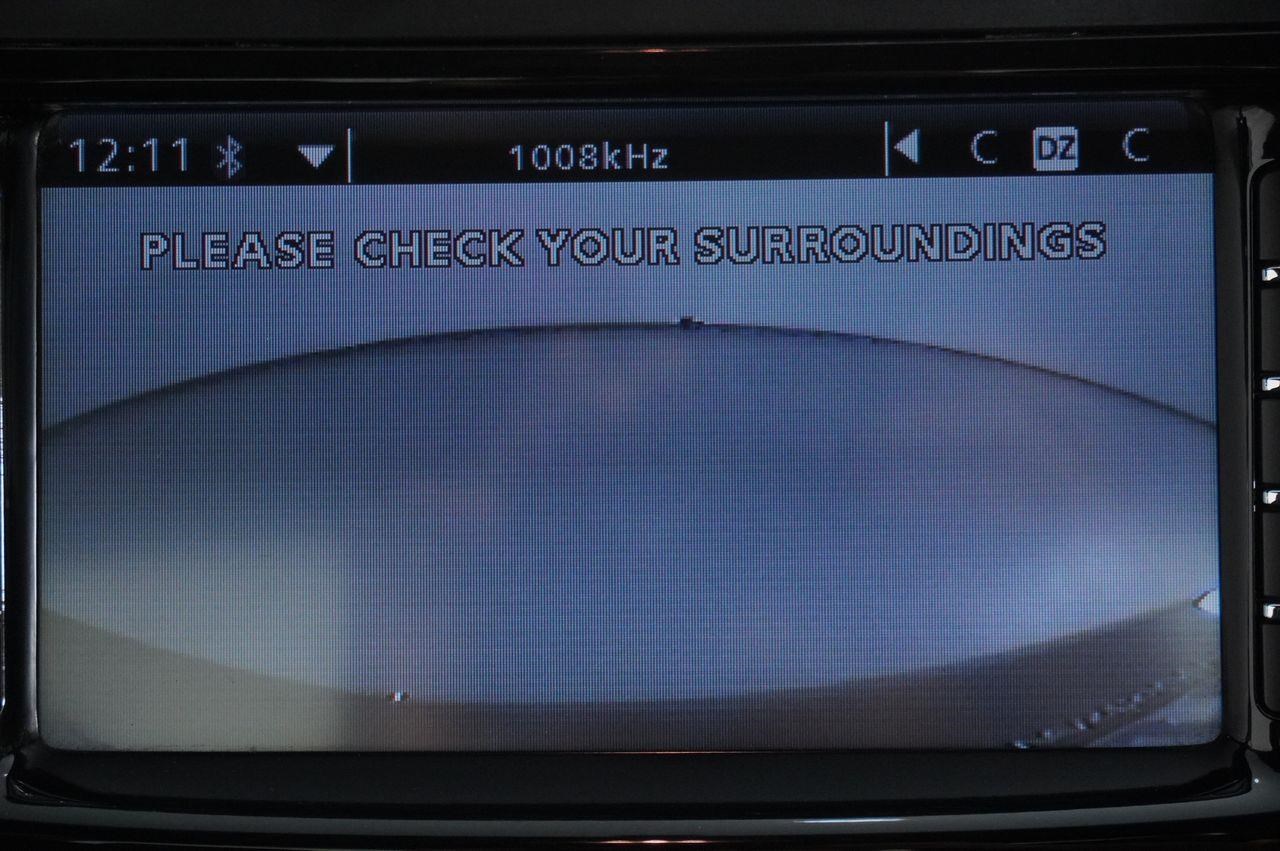 12:11 1008kHz C DZ C
PLEASE CHECK YOUR SURROUNDINGS